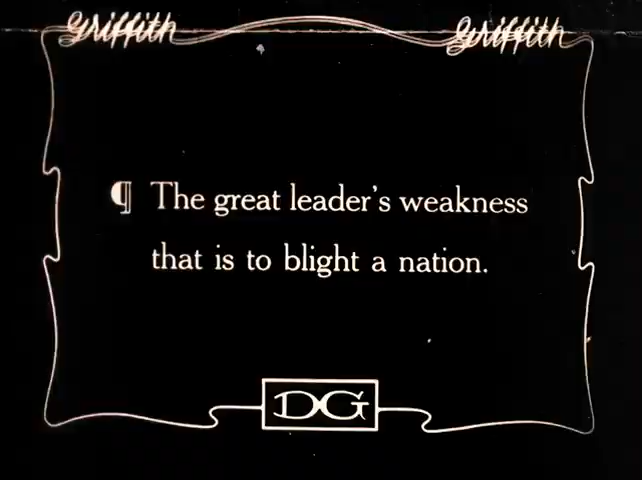 Griffith Griffith
¶ The great leader's weakness
that is to blight a nation.
DG